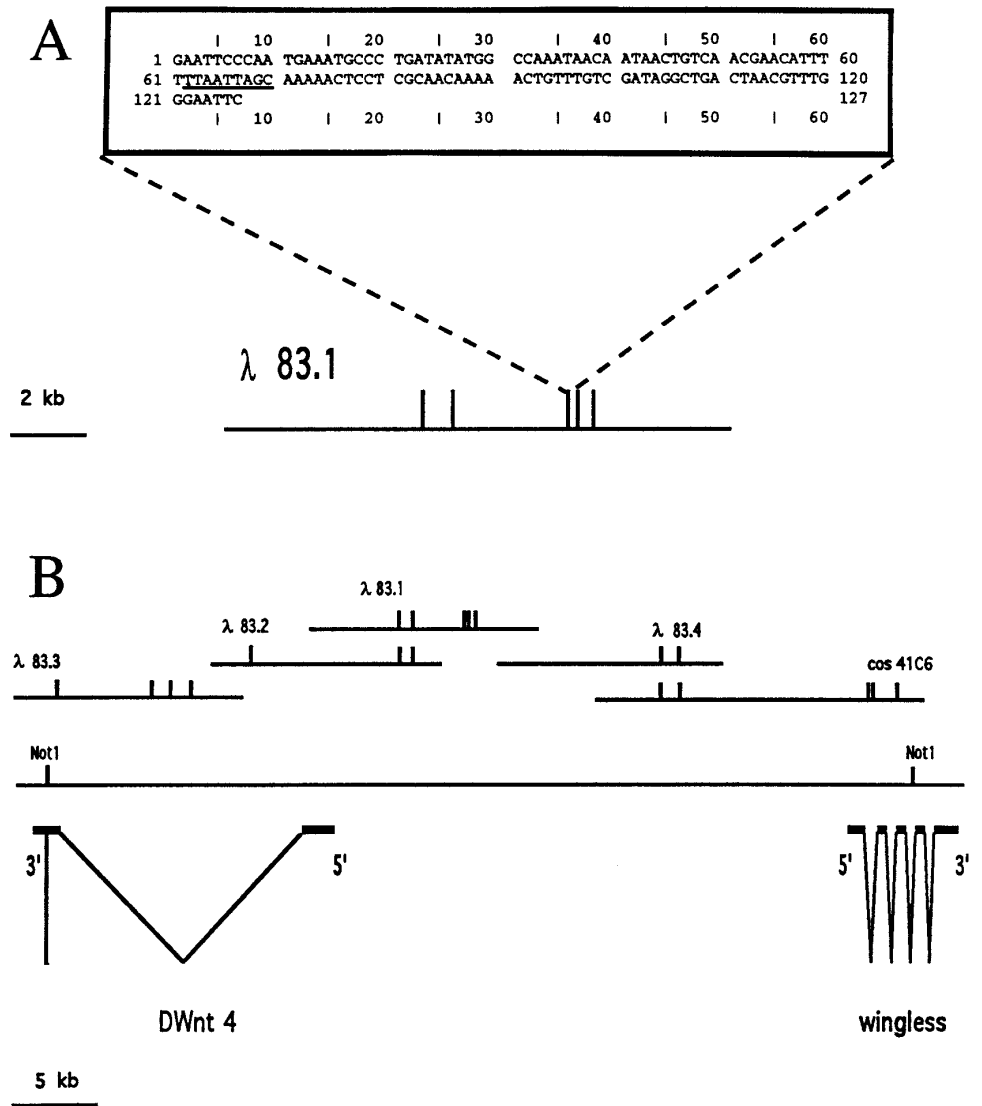 A
| 10 | 20 | 30 | 40 | 50 | 60
1 GAATTCCCAA TGAAATGCCC TGATATATGG CCAAATAACA ATAACTGTCA ACGAACATTT 60
61 TTTAATTAGC AAAAACTCCT CGCAACAAAA ACTGTTTGTC GATAGGCTGA CTAACGTTTG 120
121 GGAATTC 127
| 10 | 20 | 30 | 40 | 50 | 60
λ 83.1
2 kb
B
λ 83.1
λ 83.2
λ 83.4
λ 83.3
cos 41C6
Not1
Not1
3'
5'
5'
3'
DWnt 4
wingless
5 kb